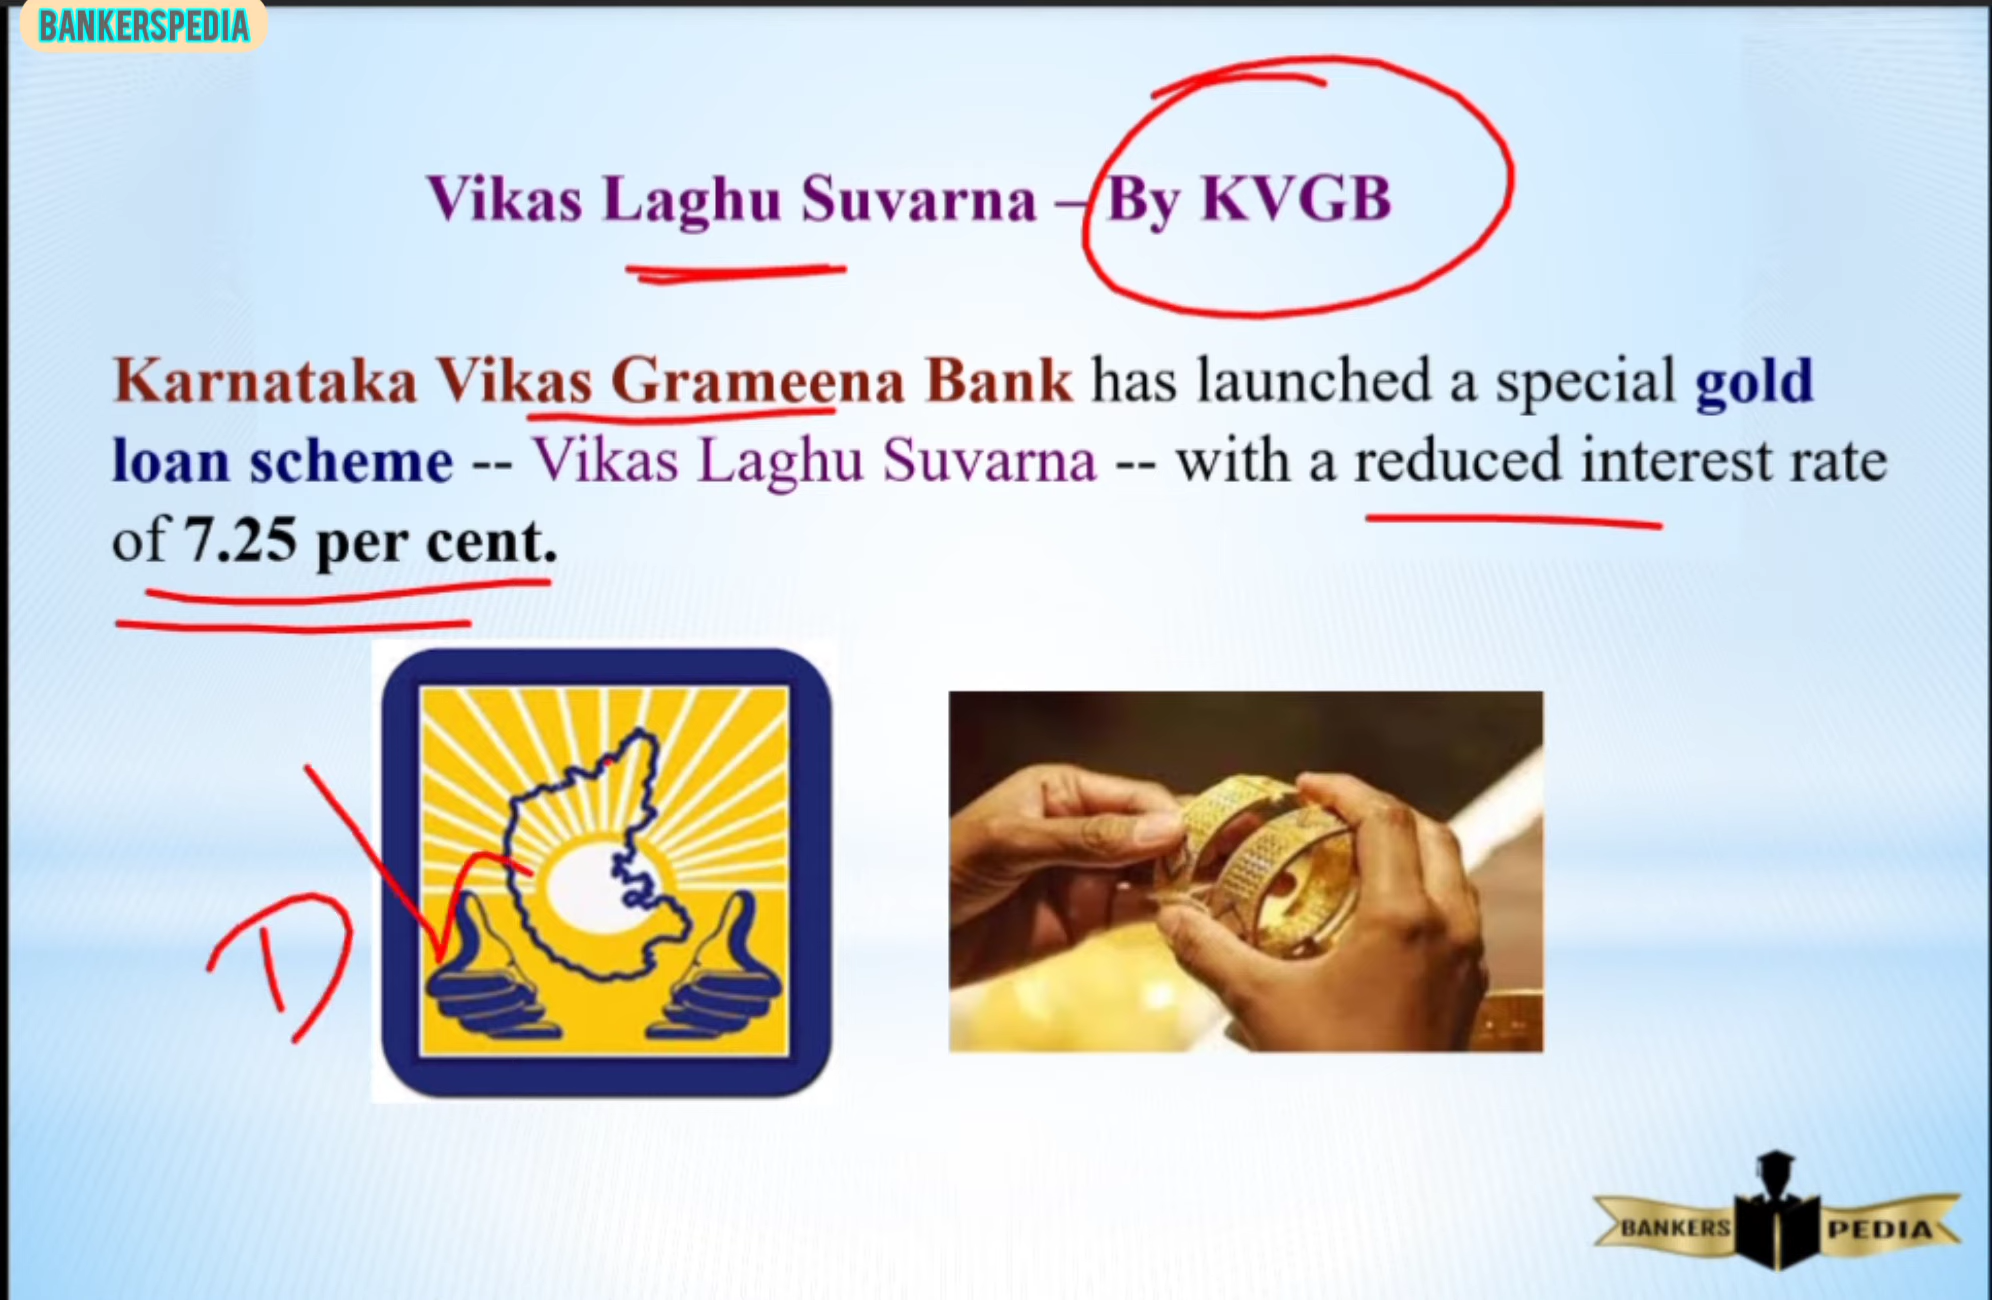 BANKERSPEDIA
Vikas Laghu Suvarna – By KVGB
Karnataka Vikas Grameena Bank has launched a special gold
loan scheme -- Vikas Laghu Suvarna -- with a reduced interest rate
of 7.25 per cent.
D
BANKERS PEDIA